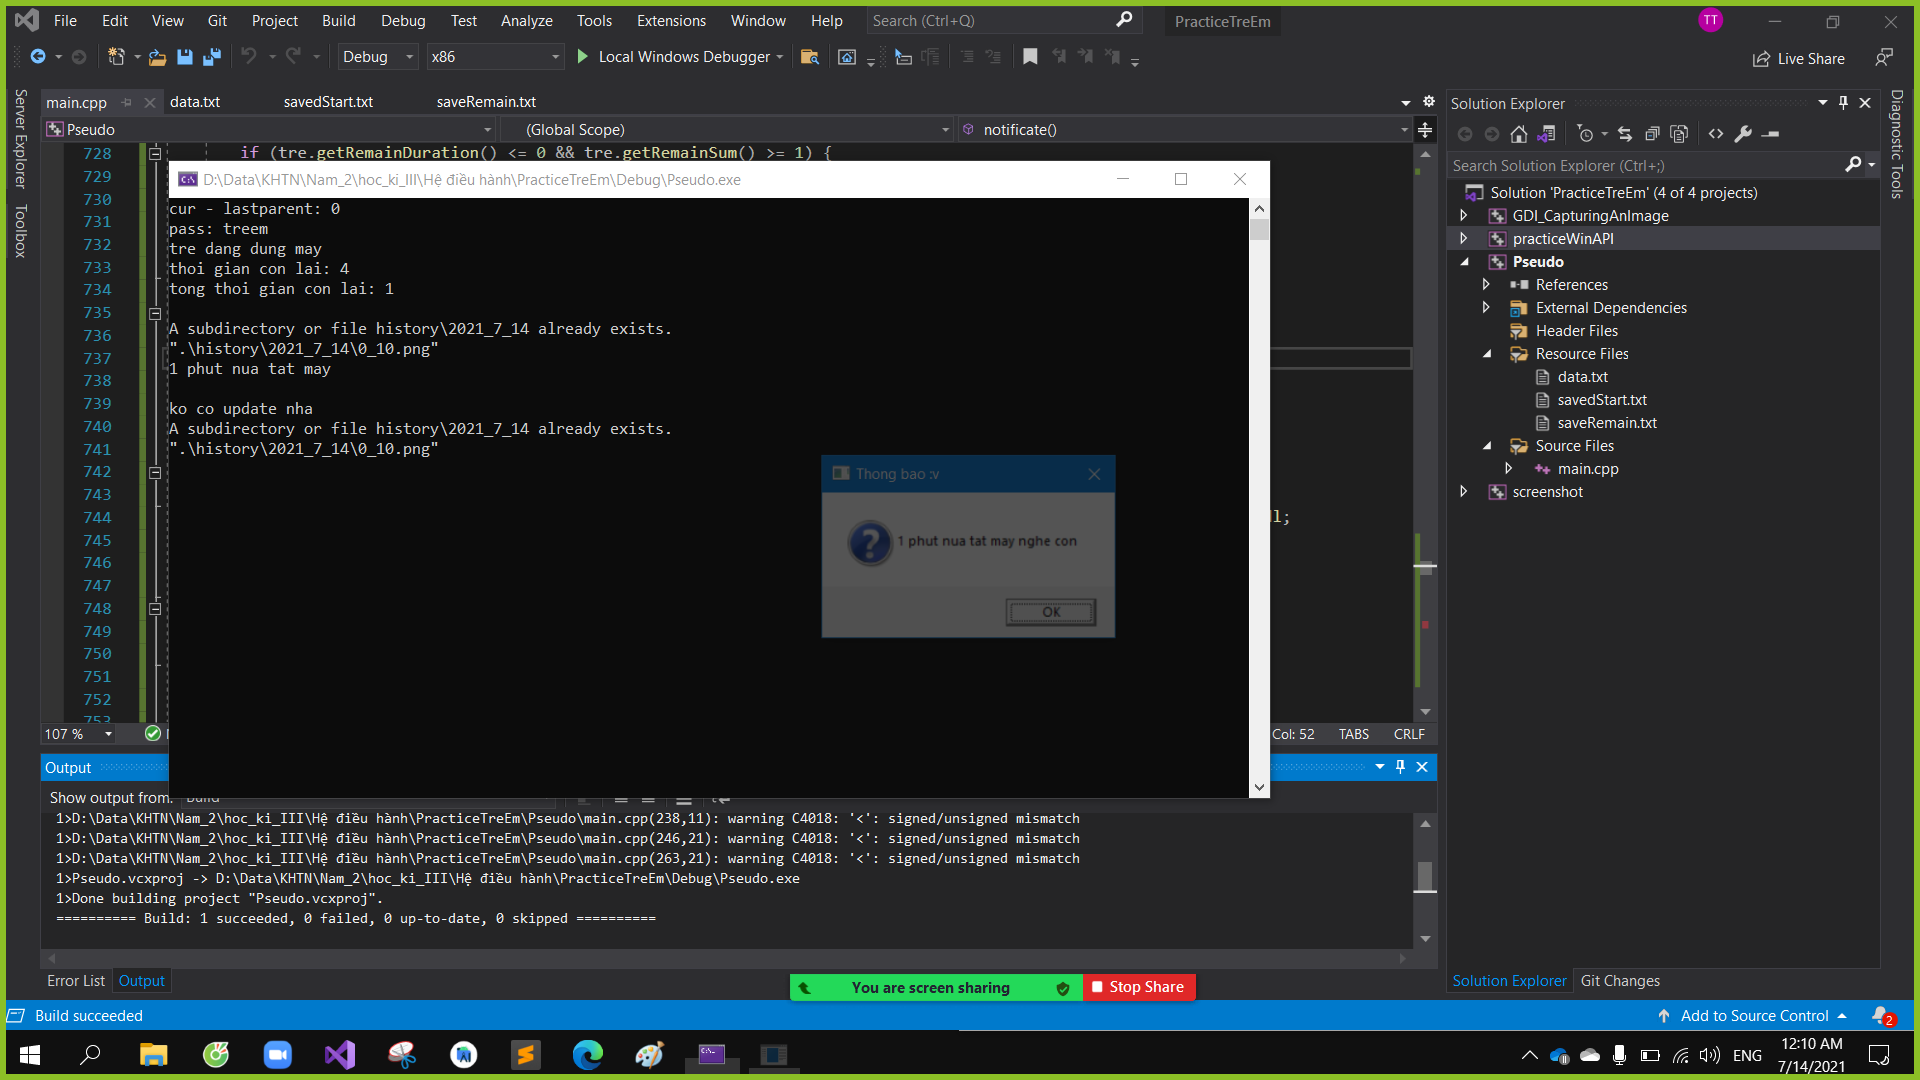 File Edit View Git Project Build Debug Test Analyze Tools Extensions Window Help Search (Ctrl+Q) PracticeTreEm TT
Debug x86 Local Windows Debugger Live Share
Server Explorer
Toolbox
main.cpp data.txt savedStart.txt saveRemain.txt
Pseudo (Global Scope) notificate()
728 if (tre.getRemainDuration() <= 0 && tre.getRemainSum() >= 1) {
729
730
731
732
733
734
735
736
737
738
739
740
741
742
743
744
745
746
747
748
749
750
751
752
753
D:\Data\KHTN\Nam_2\hoc_ki_III\Hệ điều hành\PracticeTreEm\Debug\Pseudo.exe
cur - lastparent: 0
pass: treem
tre dang dung may
thoi gian con lai: 4
tong thoi gian con lai: 1
A subdirectory or file history\2021_7_14 already exists.
".\history\2021_7_14\0_10.png"
1 phut nua tat may
ko co update nha
A subdirectory or file history\2021_7_14 already exists.
".\history\2021_7_14\0_10.png"
Thong bao :v
1 phut nua tat may nghe con
OK
107 % Col: 52 TABS CRLF
Output
Show output from: Build
1>D:\Data\KHTN\Nam_2\hoc_ki_III\Hệ điều hành\PracticeTreEm\Pseudo\main.cpp(238,11): warning C4018: '<': signed/unsigned mismatch
1>D:\Data\KHTN\Nam_2\hoc_ki_III\Hệ điều hành\PracticeTreEm\Pseudo\main.cpp(246,21): warning C4018: '<': signed/unsigned mismatch
1>D:\Data\KHTN\Nam_2\hoc_ki_III\Hệ điều hành\PracticeTreEm\Pseudo\main.cpp(263,21): warning C4018: '<': signed/unsigned mismatch
1>Pseudo.vcxproj -> D:\Data\KHTN\Nam_2\hoc_ki_III\Hệ điều hành\PracticeTreEm\Debug\Pseudo.exe
1>Done building project "Pseudo.vcxproj".
========== Build: 1 succeeded, 0 failed, 0 up-to-date, 0 skipped ==========
Error List Output
Solution Explorer
Search Solution Explorer (Ctrl+;)
Solution 'PracticeTreEm' (4 of 4 projects)
GDI_CapturingAnImage
practiceWinAPI
Pseudo
References
External Dependencies
Header Files
Resource Files
data.txt
savedStart.txt
saveRemain.txt
Source Files
main.cpp
screenshot
Solution Explorer Git Changes
Diagnostic Tools
You are screen sharing Stop Share
Build succeeded Add to Source Control 2
ENG 12:10 AM
7/14/2021